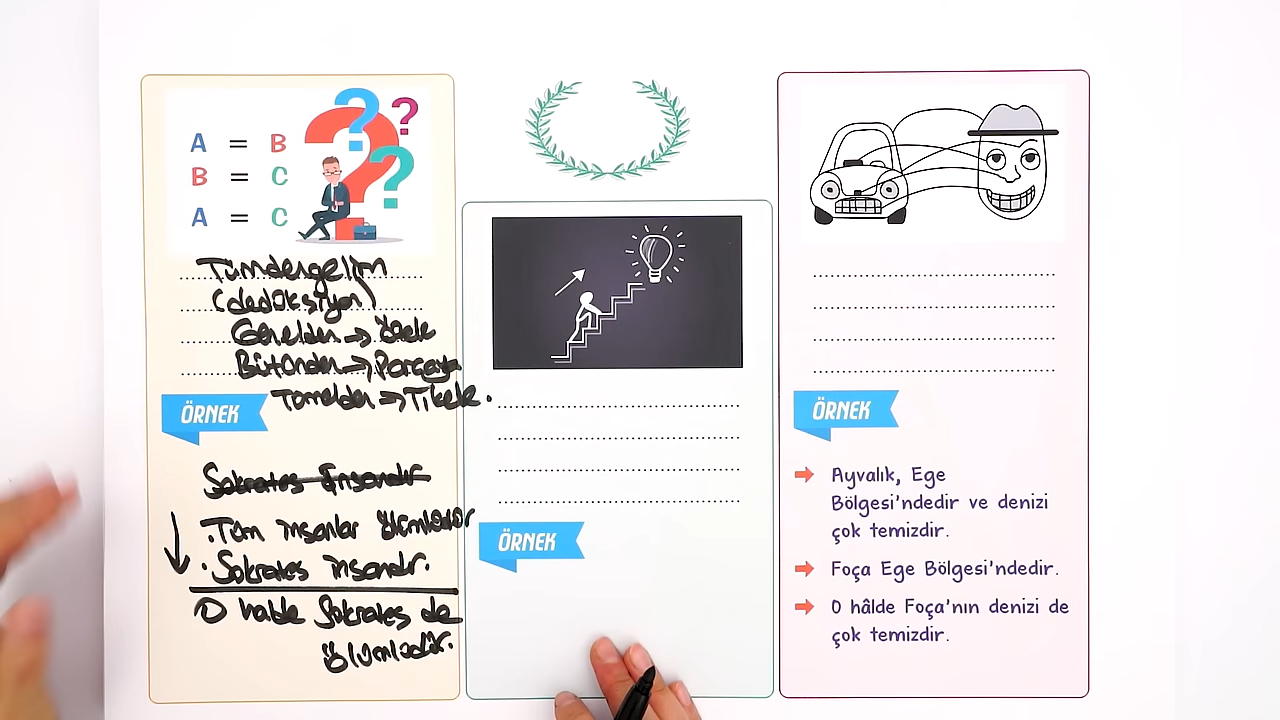 A = B
B = C
A = C
? ? ? ?
Tümdengelim
(dedüksiyon)
Genelden → özele
Bütünden → Parçaya
Tümelden → Tikele.
ÖRNEK
Sokrates insandır
.Tüm insanlar ölümlüdür
.Sokrates insandır.
O halde Sokrates de
ölümlüdür.
ÖRNEK
ÖRNEK
Ayvalık, Ege
Bölgesi'ndedir ve denizi
çok temizdir.
Foça Ege Bölgesi'ndedir.
O hâlde Foça'nın denizi de
çok temizdir.